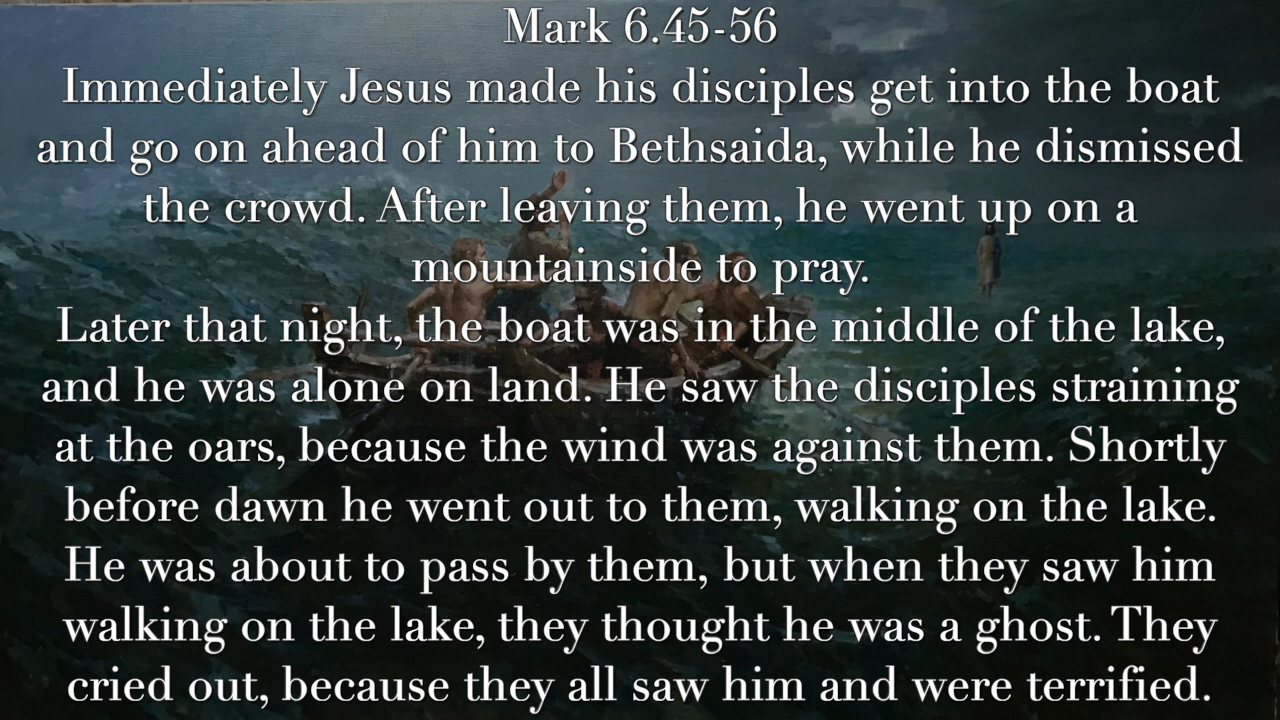 Mark 6.45-56
Immediately Jesus made his disciples get into the boat
and go on ahead of him to Bethsaida, while he dismissed
the crowd. After leaving them, he went up on a
mountainside to pray.
Later that night, the boat was in the middle of the lake,
and he was alone on land. He saw the disciples straining
at the oars, because the wind was against them. Shortly
before dawn he went out to them, walking on the lake.
He was about to pass by them, but when they saw him
walking on the lake, they thought he was a ghost. They
cried out, because they all saw him and were terrified.